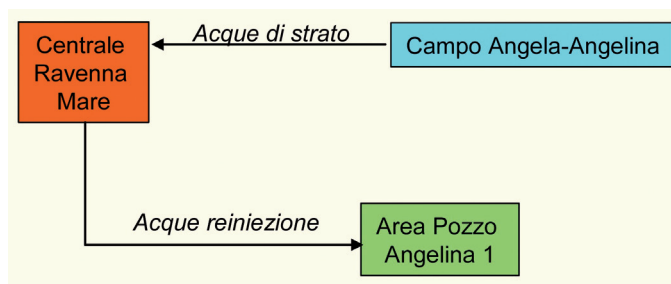 Centrale
Ravenna
Mare
Acque di strato
Campo Angela-Angelina
Acque reiniezione
Area Pozzo
Angelina 1